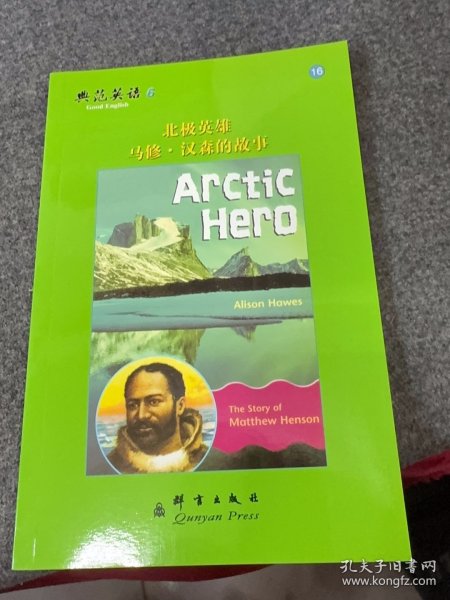 典范英语6
Good English
16
北极英雄
马修·汉森的故事
Arctic
Hero
Alison Hawes
The Story of
Matthew Henson
群言出版社
Qunyan Press
孔夫子旧书网
www.kongfz.com